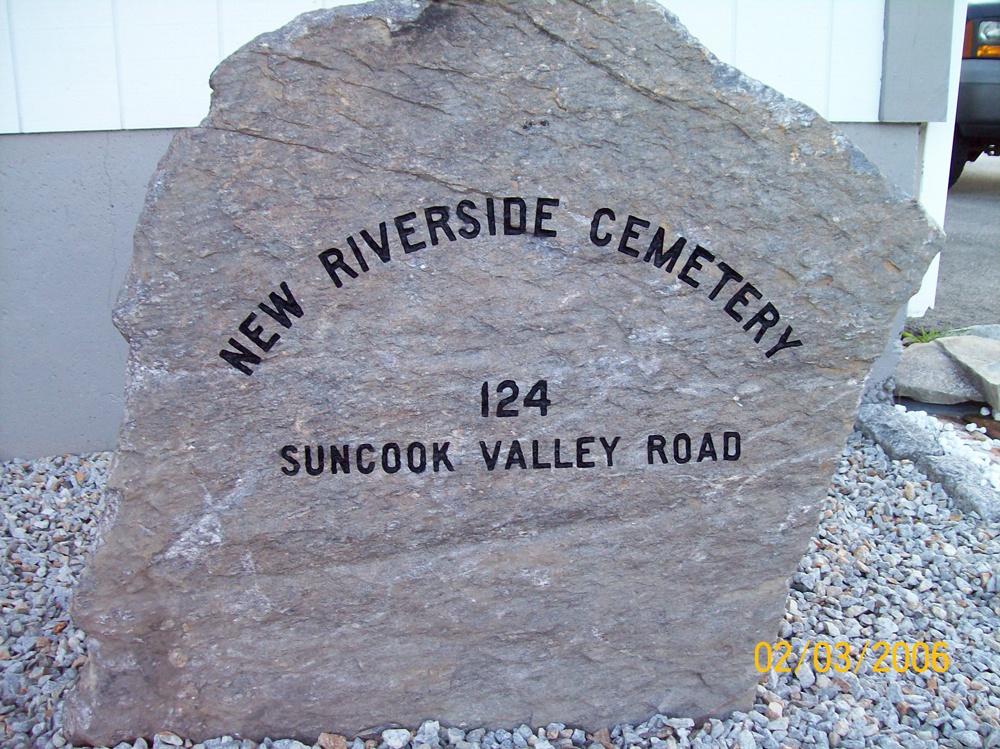 NEW RIVERSIDE CEMETERY
124
SUNCOOK VALLEY ROAD
02/03/2006